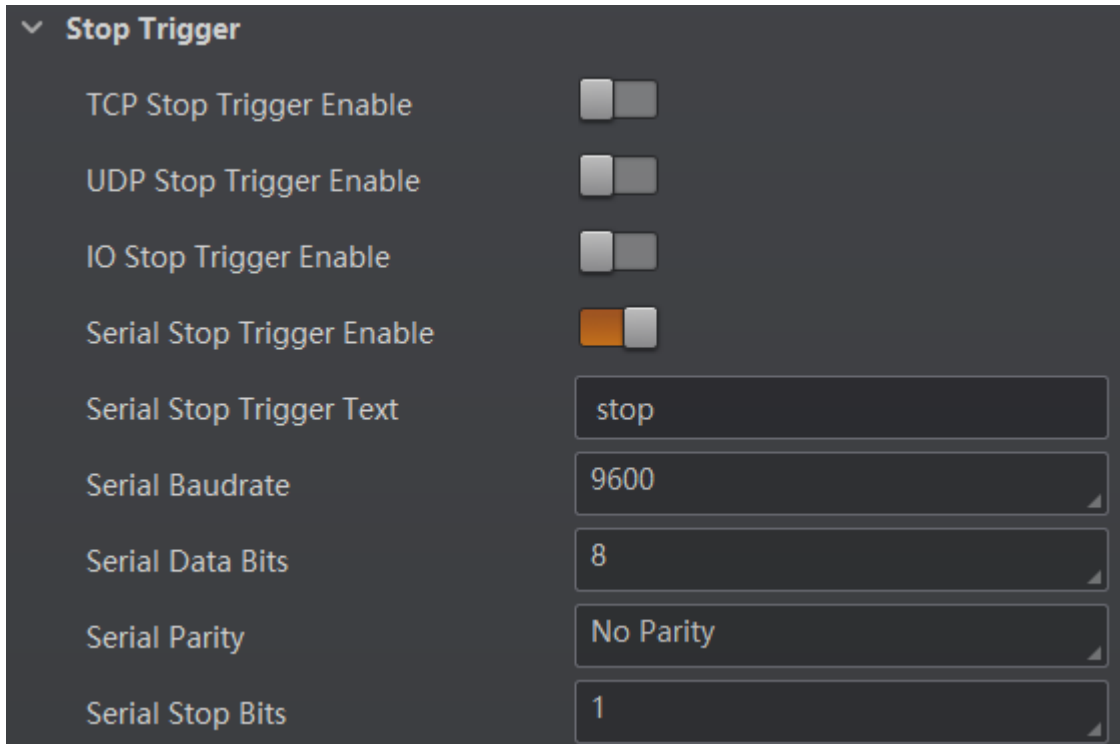 Stop Trigger
TCP Stop Trigger Enable
UDP Stop Trigger Enable
IO Stop Trigger Enable
Serial Stop Trigger Enable
Serial Stop Trigger Text stop
Serial Baudrate 9600
Serial Data Bits 8
Serial Parity No Parity
Serial Stop Bits 1